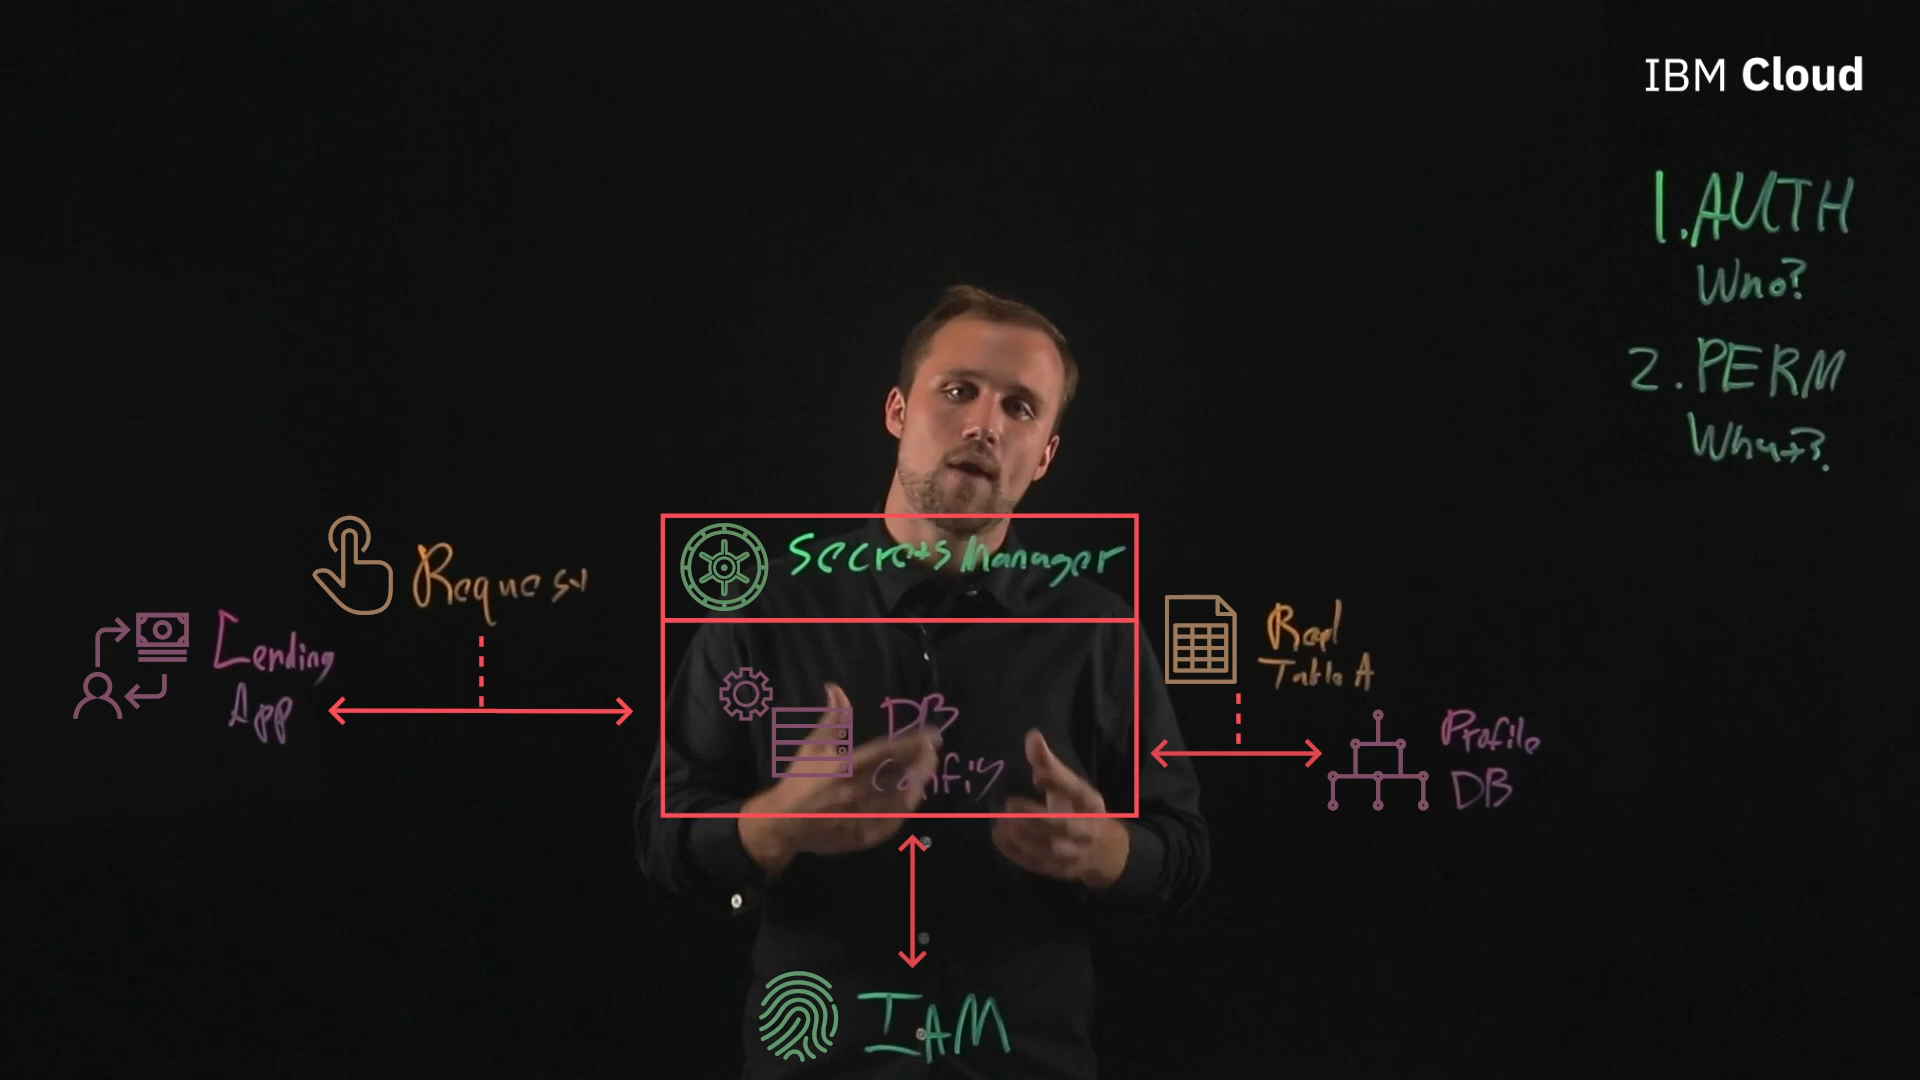 IBM Cloud
1. AUTH
Who?
2. PERM
What?
Request
Secrets Manager
Lending
App
Read
Table A
DB
Config
Profile
DB
IAM